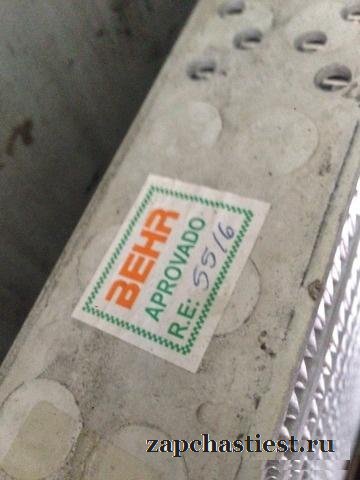 BEHR
APROVADO
R.E: 5516
zapchastiest.ru